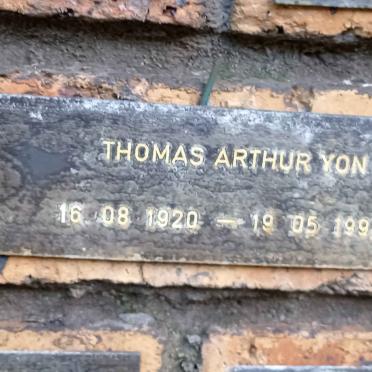 THOMAS ARTHUR YON
16 08 1920 — 19 05 199